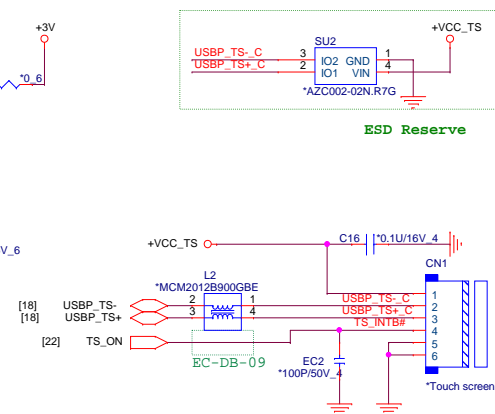 +3V
*0_6
+VCC_TS
SU2
USBP_TS-_C 3 IO2 GND 1
USBP_TS+_C 2 IO1 VIN 4
*AZC002-02N.R7G
ESD Reserve
V_6
+VCC_TS
C16 *0.1U/16V_4
CN1
L2
*MCM2012B900GBE
[18] USBP_TS- 2 1 USBP_TS-_C
[18] USBP_TS+ 3 4 USBP_TS+_C
TS_INTB#
1
2
3
4
5
6
[22] TS_ON
EC-DB-09
EC2
*100P/50V_4
*Touch screen